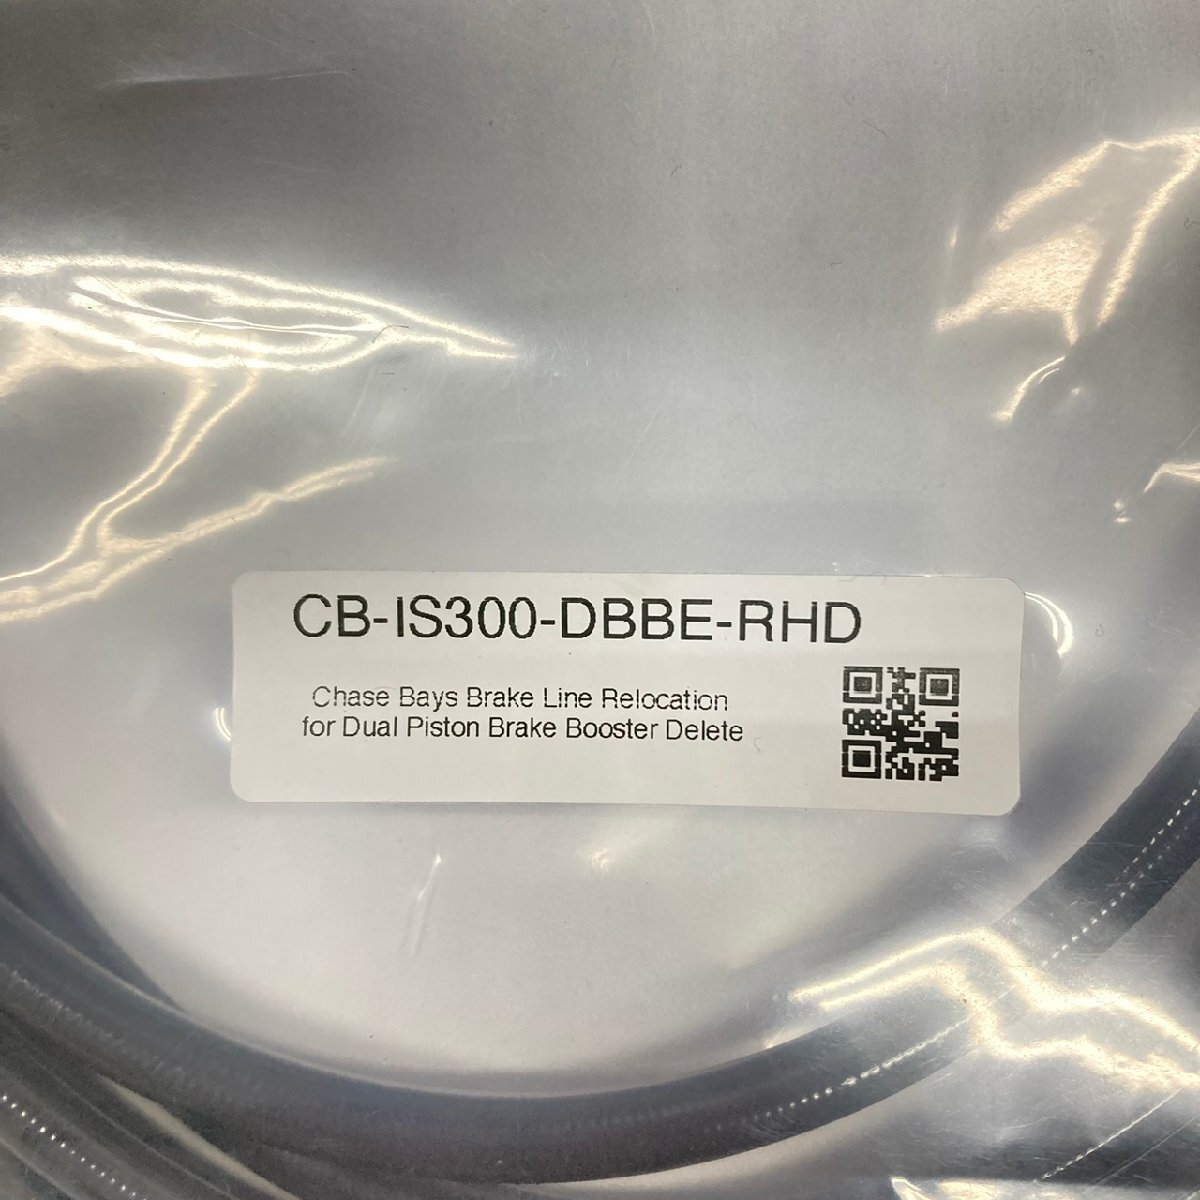 CB-IS300-DBBE-RHD
Chase Bays Brake Line Relocation
for Dual Piston Brake Booster Delete